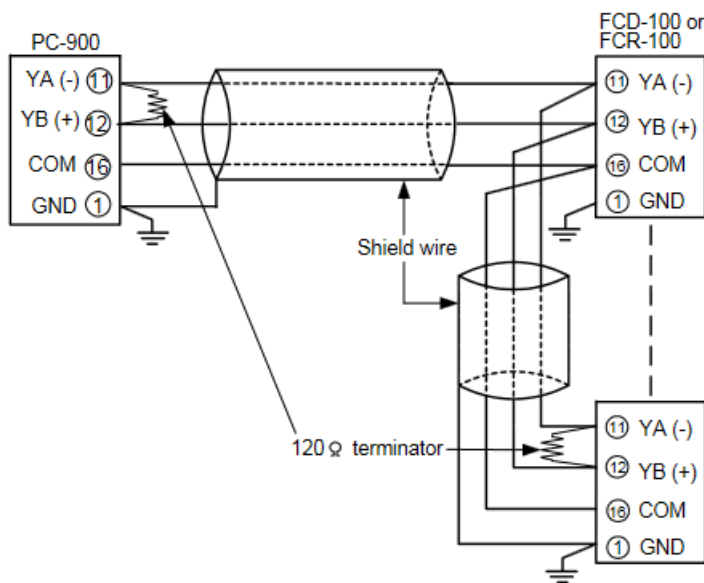 PC-900
YA (-) 11
YB (+) 12
COM 16
GND 1
FCD-100 or
FCR-100
11 YA (-)
12 YB (+)
16 COM
1 GND
Shield wire
120Ω terminator
11 YA (-)
12 YB (+)
16 COM
1 GND